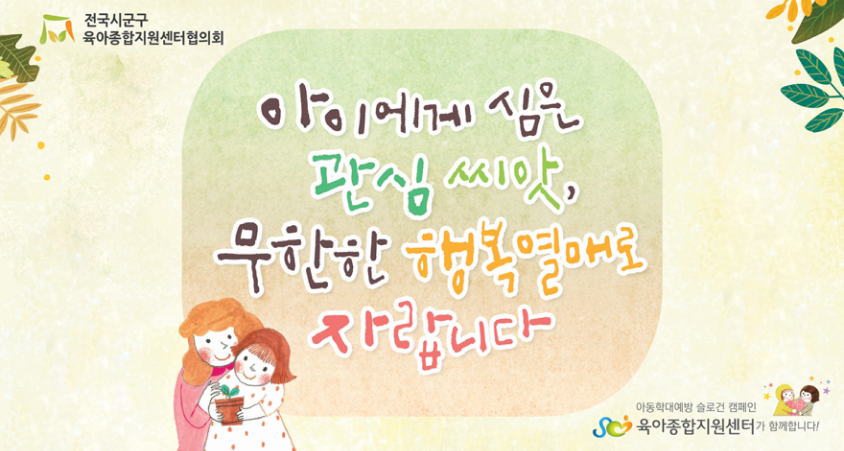 전국시군구
육아종합지원센터협의회
아이에게 심은
관심 씨앗,
무한한 행복열매로
자랍니다
아동학대예방 슬로건 캠페인
육아종합지원센터가 함께합니다!